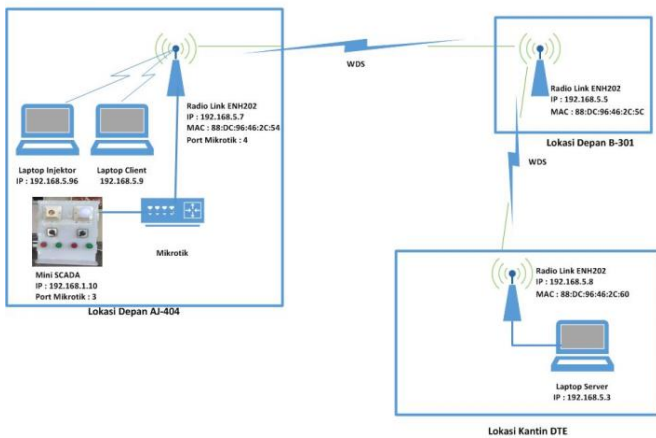 Radio Link ENH202
IP : 192.168.5.7
MAC : 88:DC:96:46:2C:54
Port Mikrotik : 4
Laptop Injektor
IP : 192.168.5.96
Laptop Client
192.168.5.9
Mini SCADA
IP : 192.168.1.10
Port Mikrotik : 3
Mikrotik
Lokasi Depan AJ-404
WDS
Radio Link ENH202
IP : 192.168.5.5
MAC : 88:DC:96:46:2C:5C
Lokasi Depan B-301
WDS
Radio Link ENH202
IP : 192.168.5.8
MAC : 88:DC:96:46:2C:60
Laptop Server
IP : 192.168.5.3
Lokasi Kantin DTE